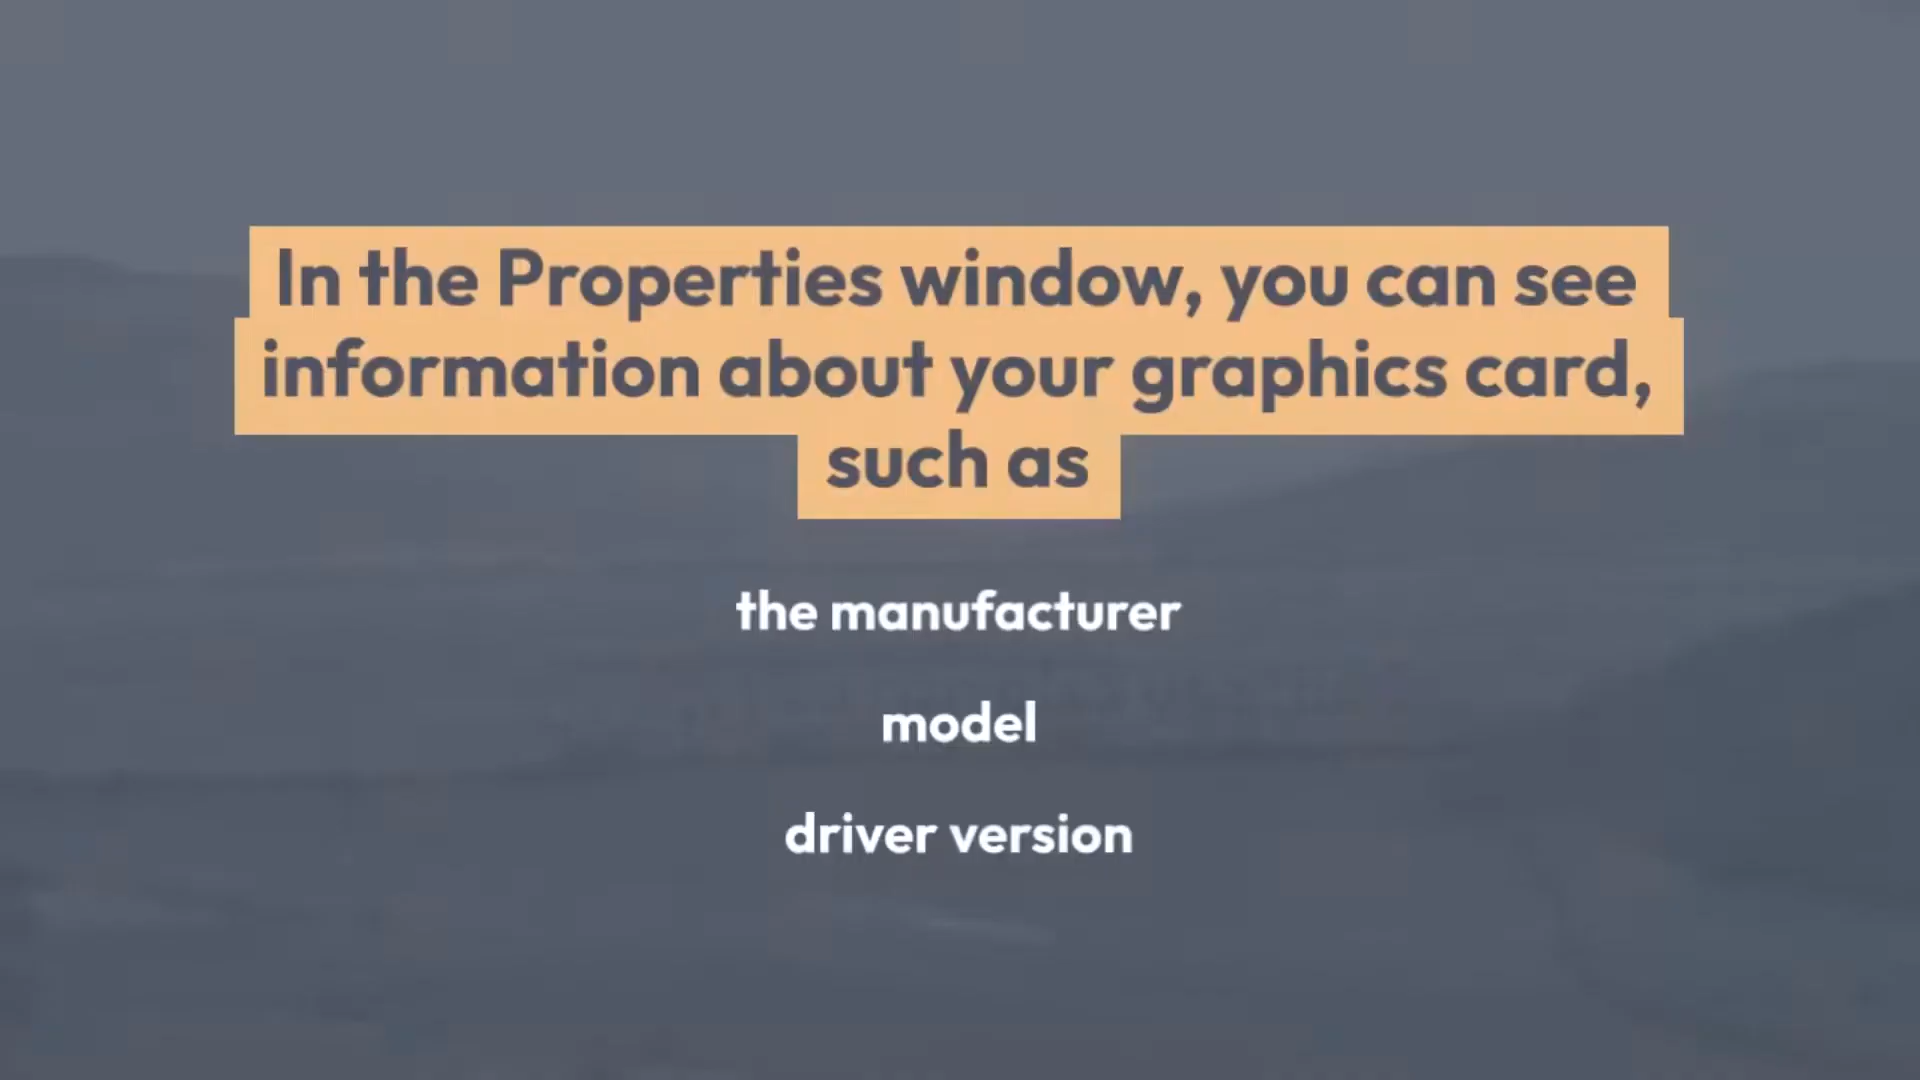 In the Properties window, you can see
information about your graphics card,
such as
the manufacturer
model
driver version